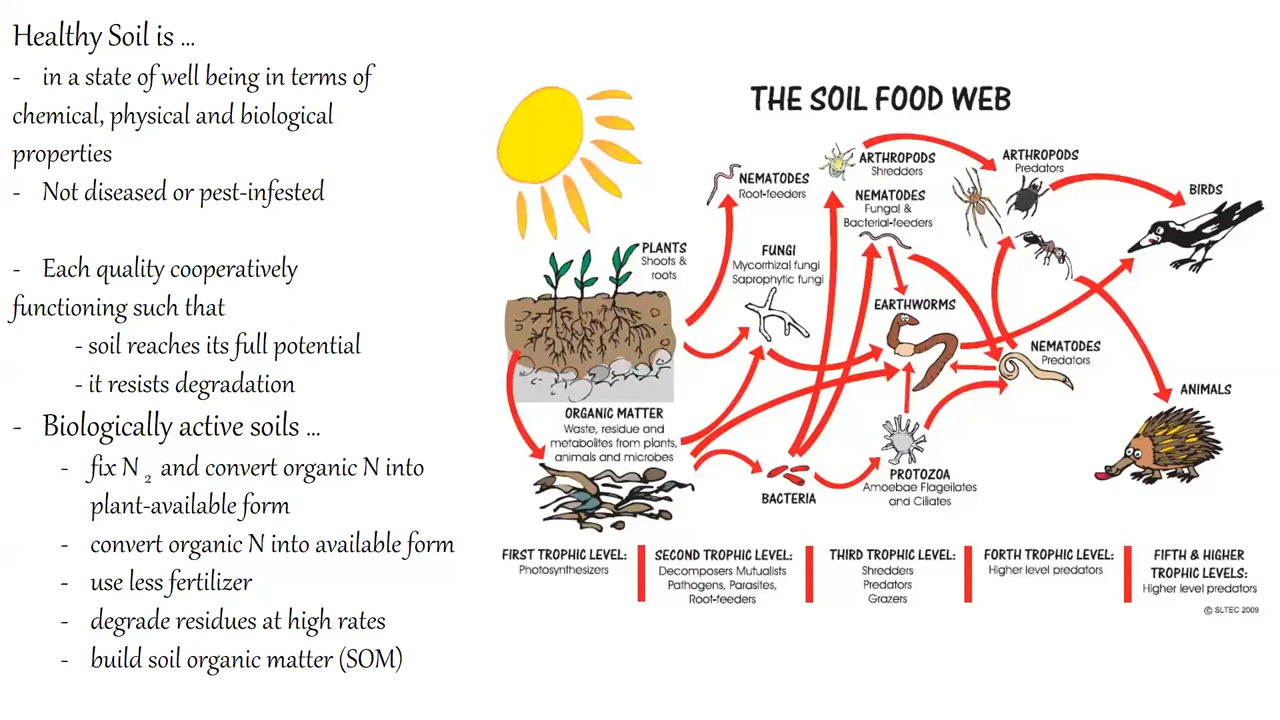 Healthy Soil is ...
- in a state of well being in terms of
chemical, physical and biological
properties
- Not diseased or pest-infested
- Each quality cooperatively
functioning such that
- soil reaches its full potential
- it resists degradation
- Biologically active soils ...
- fix N 2 and convert organic N into
plant-available form
- convert organic N into available form
- use less fertilizer
- degrade residues at high rates
- build soil organic matter (SOM)
THE SOIL FOOD WEB
NEMATODES
Root-feeders
ARTHROPODS
Shredders
NEMATODES
Fungal &
Bacterial-feeders
ARTHROPODS
Predators
BIRDS
PLANTS
Shoots &
roots
FUNGI
Mycorrhizal fungi
Saprophytic fungi
EARTHWORMS
NEMATODES
Predators
ANIMALS
ORGANIC MATTER
Waste, residue and
metabolites from plants,
animals and microbes
BACTERIA
PROTOZOA
Amoebae Flagellates
and Ciliates
FIRST TROPHIC LEVEL:
Photosynthesizers
SECOND TROPHIC LEVEL:
Decomposers Mutualists
Pathogens, Parasites,
Root-feeders
THIRD TROPHIC LEVEL:
Shredders
Predators
Grazers
FORTH TROPHIC LEVEL:
Higher level predators
FIFTH & HIGHER
TROPHIC LEVELS:
Higher level predators
© SLTEC 2009